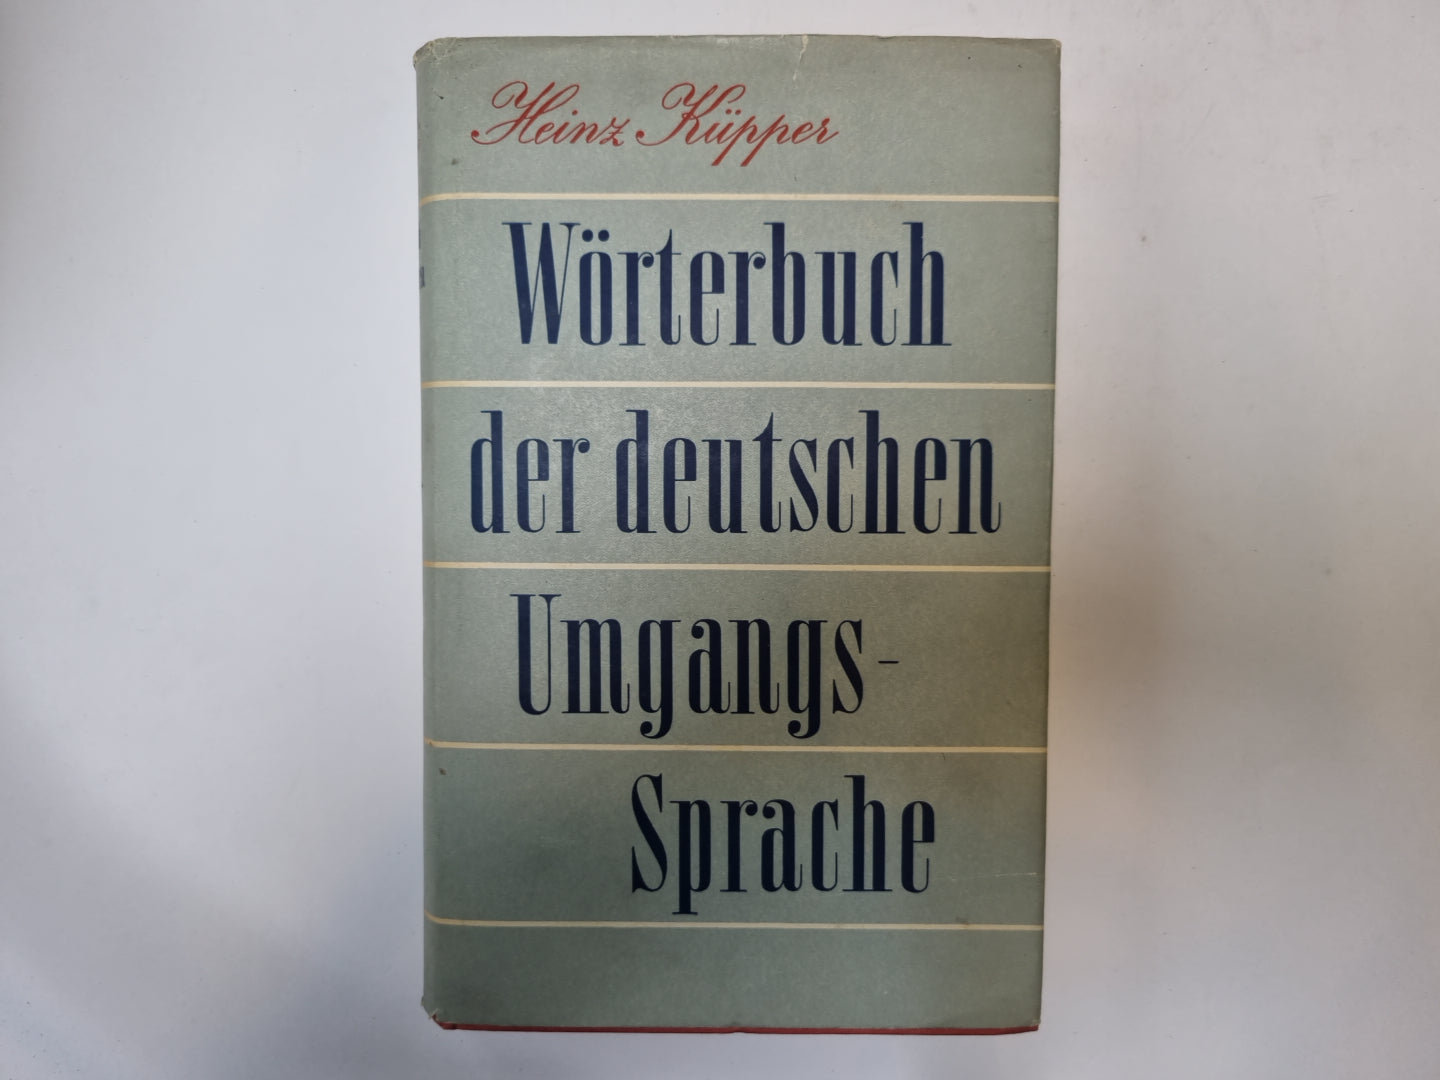 Heinz Küpper
Wörterbuch
der deutschen
Umgangs-
Sprache